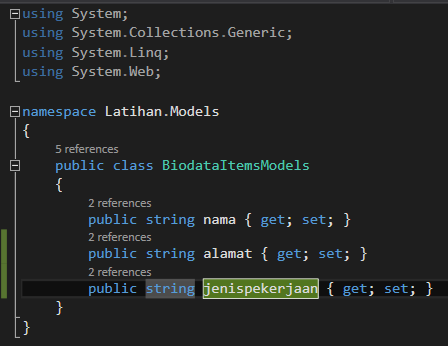 using System;
using System.Collections.Generic;
using System.Linq;
using System.Web;
namespace Latihan.Models
{
5 references
public class BiodataItemsModels
{
2 references
public string nama { get; set; }
2 references
public string alamat { get; set; }
2 references
public string jenispekerjaan { get; set; }
}
}